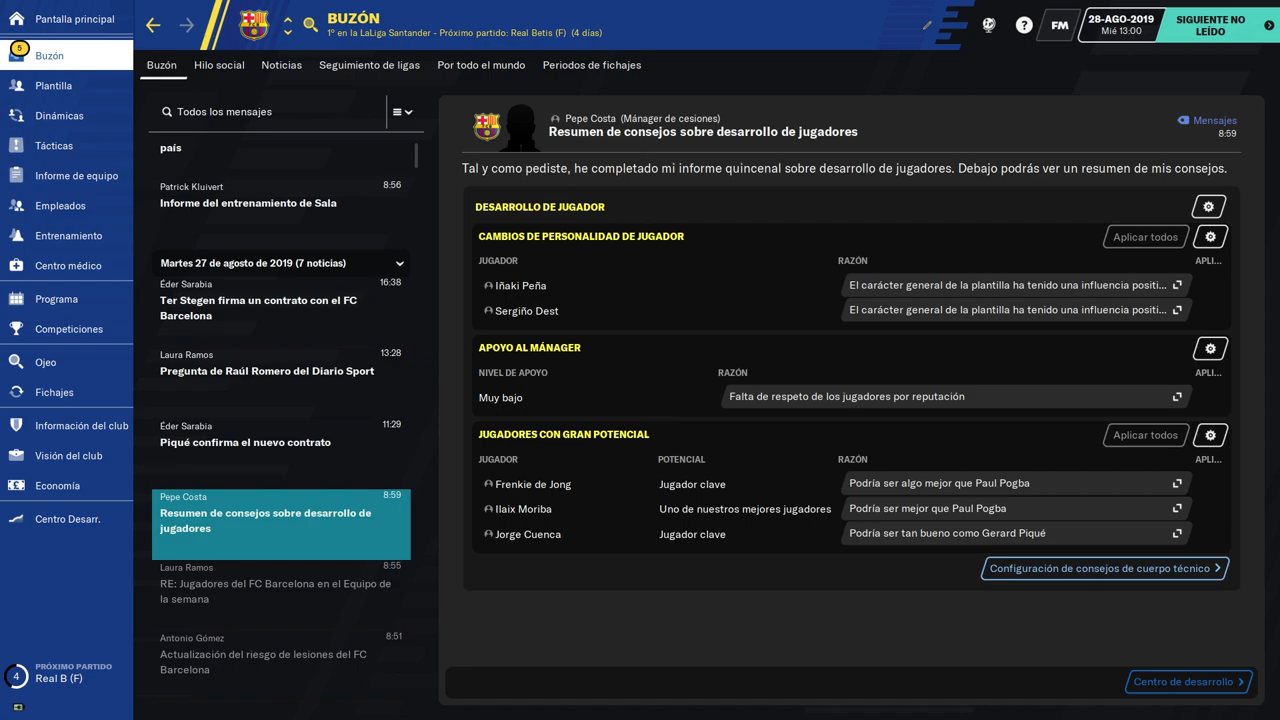 Pantalla principal
5
Buzón
Plantilla
Dinámicas
Tácticas
Informe de equipo
Empleados
Entrenamiento
Centro médico
Programa
Competiciones
Ojeo
Fichajes
Información del club
Visión del club
Economía
Centro Desarr.
4
PRÓXIMO PARTIDO
Real B (F)
BUZÓN
1º en la LaLiga Santander - Próximo partido: Real Betis (F) (4 días)
?
FM
28-AGO-2019
Mié 13:00
SIGUIENTE NO
LEÍDO
Buzón
Hilo social
Noticias
Seguimiento de ligas
Por todo el mundo
Periodos de fichajes
Todos los mensajes
país
Patrick Kluivert 8:56
Informe del entrenamiento de Sala
Martes 27 de agosto de 2019 (7 noticias)
Éder Sarabia 16:38
Ter Stegen firma un contrato con el FC
Barcelona
Laura Ramos 13:28
Pregunta de Raúl Romero del Diario Sport
Éder Sarabia 11:29
Piqué confirma el nuevo contrato
Pepe Costa 8:59
Resumen de consejos sobre desarrollo de
jugadores
Laura Ramos 8:55
RE: Jugadores del FC Barcelona en el Equipo de
la semana
Antonio Gómez 8:51
Actualización del riesgo de lesiones del FC
Barcelona
Pepe Costa (Mánager de cesiones)
Resumen de consejos sobre desarrollo de jugadores
Mensajes
8:59
Tal y como pediste, he completado mi informe quincenal sobre desarrollo de jugadores. Debajo podrás ver un resumen de mis consejos.
DESARROLLO DE JUGADOR
CAMBIOS DE PERSONALIDAD DE JUGADOR Aplicar todos
JUGADOR RAZÓN APLI...
Iñaki Peña El carácter general de la plantilla ha tenido una influencia positi...
Sergiño Dest El carácter general de la plantilla ha tenido una influencia positi...
APOYO AL MÁNAGER
NIVEL DE APOYO RAZÓN APLI...
Muy bajo Falta de respeto de los jugadores por reputación
JUGADORES CON GRAN POTENCIAL Aplicar todos
JUGADOR POTENCIAL RAZÓN APLI...
Frenkie de Jong Jugador clave Podría ser algo mejor que Paul Pogba
Ilaix Moriba Uno de nuestros mejores jugadores Podría ser mejor que Paul Pogba
Jorge Cuenca Jugador clave Podría ser tan bueno como Gerard Piqué
Configuración de consejos de cuerpo técnico
Centro de desarrollo